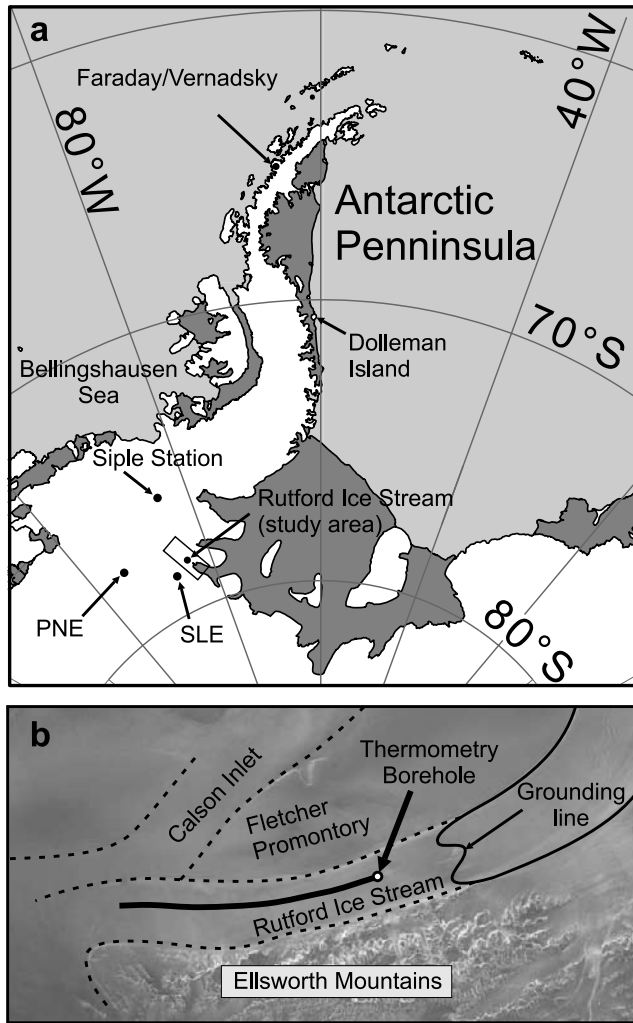 a
Faraday/Vernadsky
80°W
40°W
Antarctic
Penninsula
70°S
Dolleman
Island
Bellingshausen
Sea
Siple Station
Rutford Ice Stream
(study area)
PNE
SLE
80°S
b
Thermometry
Borehole
Calson Inlet
Grounding
line
Fletcher
Promontory
Rutford Ice Stream
Ellsworth Mountains